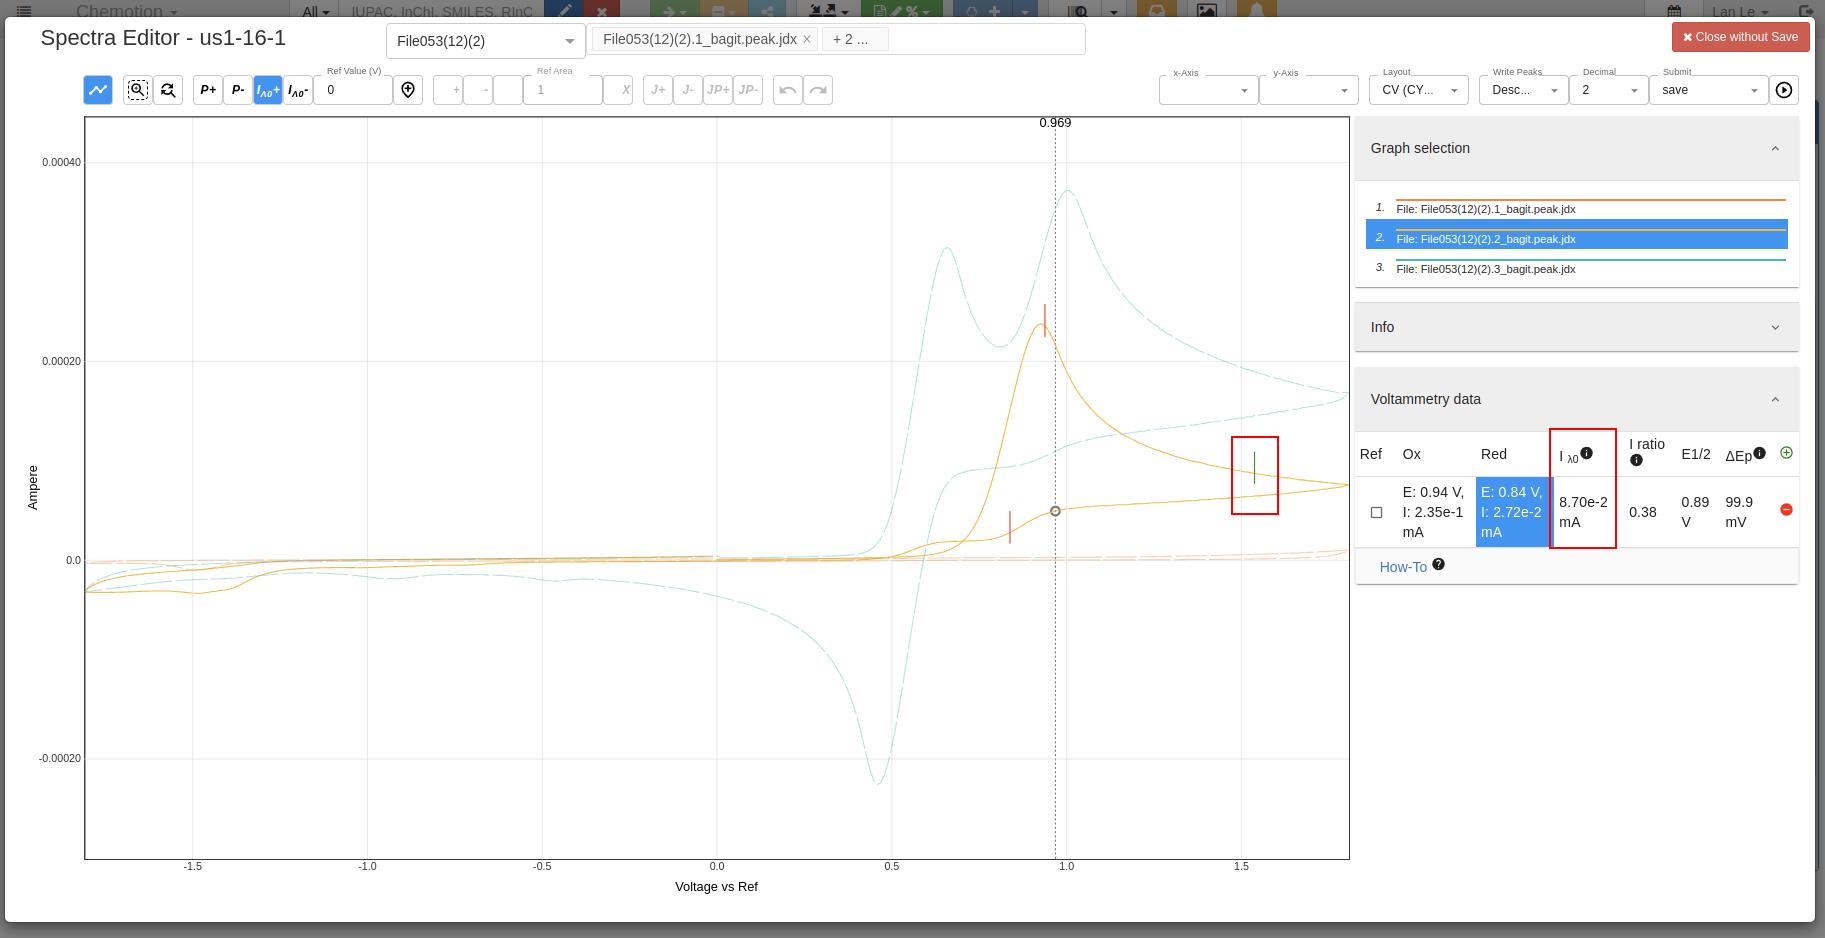 Chemotion
All
IUPAC, InChI, SMILES, RInC
Lan Le
Spectra Editor - us1-16-1
File053(12)(2)
File053(12)(2).1_bagit.peak.jdx ×
+ 2 ...
✖ Close without Save
Ref Value (V)
Ref Area
x-Axis
y-Axis
Layout
Write Peaks
Decimal
Submit
P+
P-
IΛ0+
IΛ0-
0
+
-
1
X
J+
J-
JP+
JP-
CV (CY...
Desc...
2
save
0.969
0.00040
0.00020
0.0
-0.00020
Ampere
-1.5
-1.0
-0.5
0.0
0.5
1.0
1.5
Voltage vs Ref
Graph selection
1. File: File053(12)(2).1_bagit.peak.jdx
2. File: File053(12)(2).2_bagit.peak.jdx
3. File: File053(12)(2).3_bagit.peak.jdx
Info
Voltammetry data
Ref
Ox
Red
I λ0
I ratio
E1/2
ΔEp
E: 0.94 V,
I: 2.35e-1
mA
E: 0.84 V,
I: 2.72e-2
mA
8.70e-2
mA
0.38
0.89
V
99.9
mV
How-To